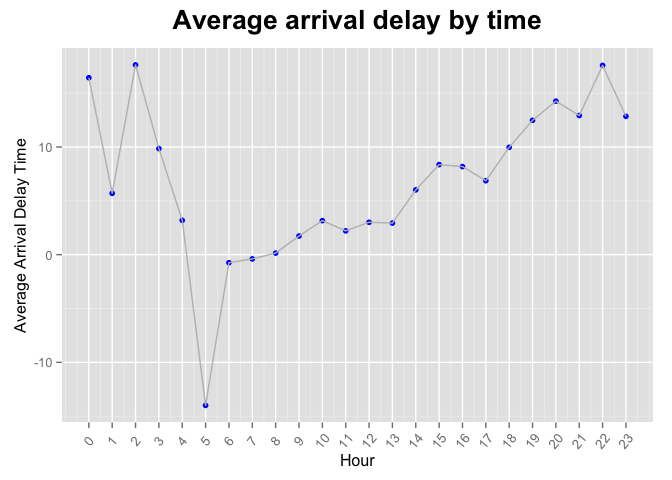 Average arrival delay by time
Average Arrival Delay Time
10
0
-10
0 1 2 3 4 5 6 7 8 9 10 11 12 13 14 15 16 17 18 19 20 21 22 23
Hour